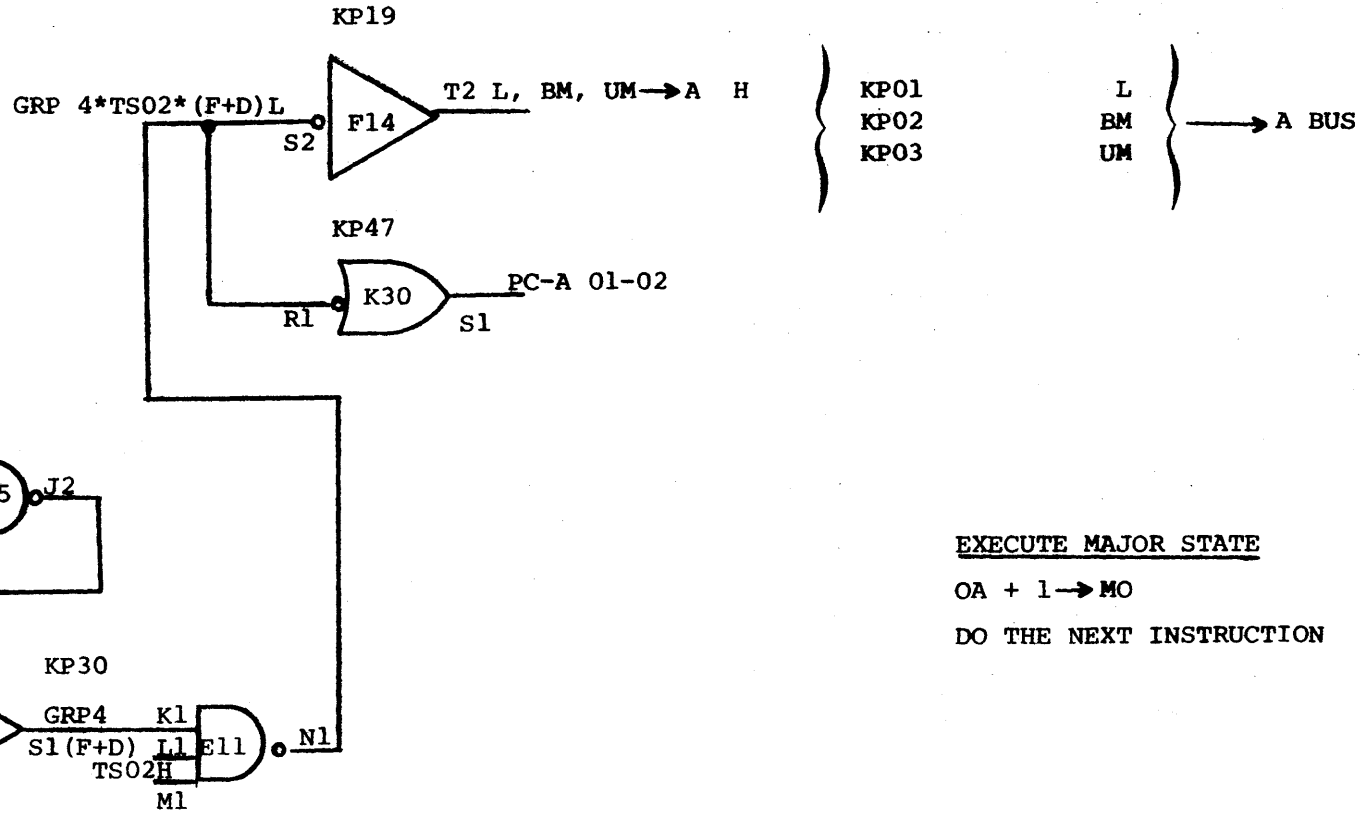 KP19
GRP 4*TS02*(F+D)L
S2
F14
T2 L, BM, UM→A H
KP01 L
KP02 BM → A BUS
KP03 UM
KP47
R1
K30
S1
PC-A 01-02
5
J2
EXECUTE MAJOR STATE
OA + 1→MO
DO THE NEXT INSTRUCTION
KP30
GRP4 K1
S1(F+D) L1 E11 N1
TS02H
M1